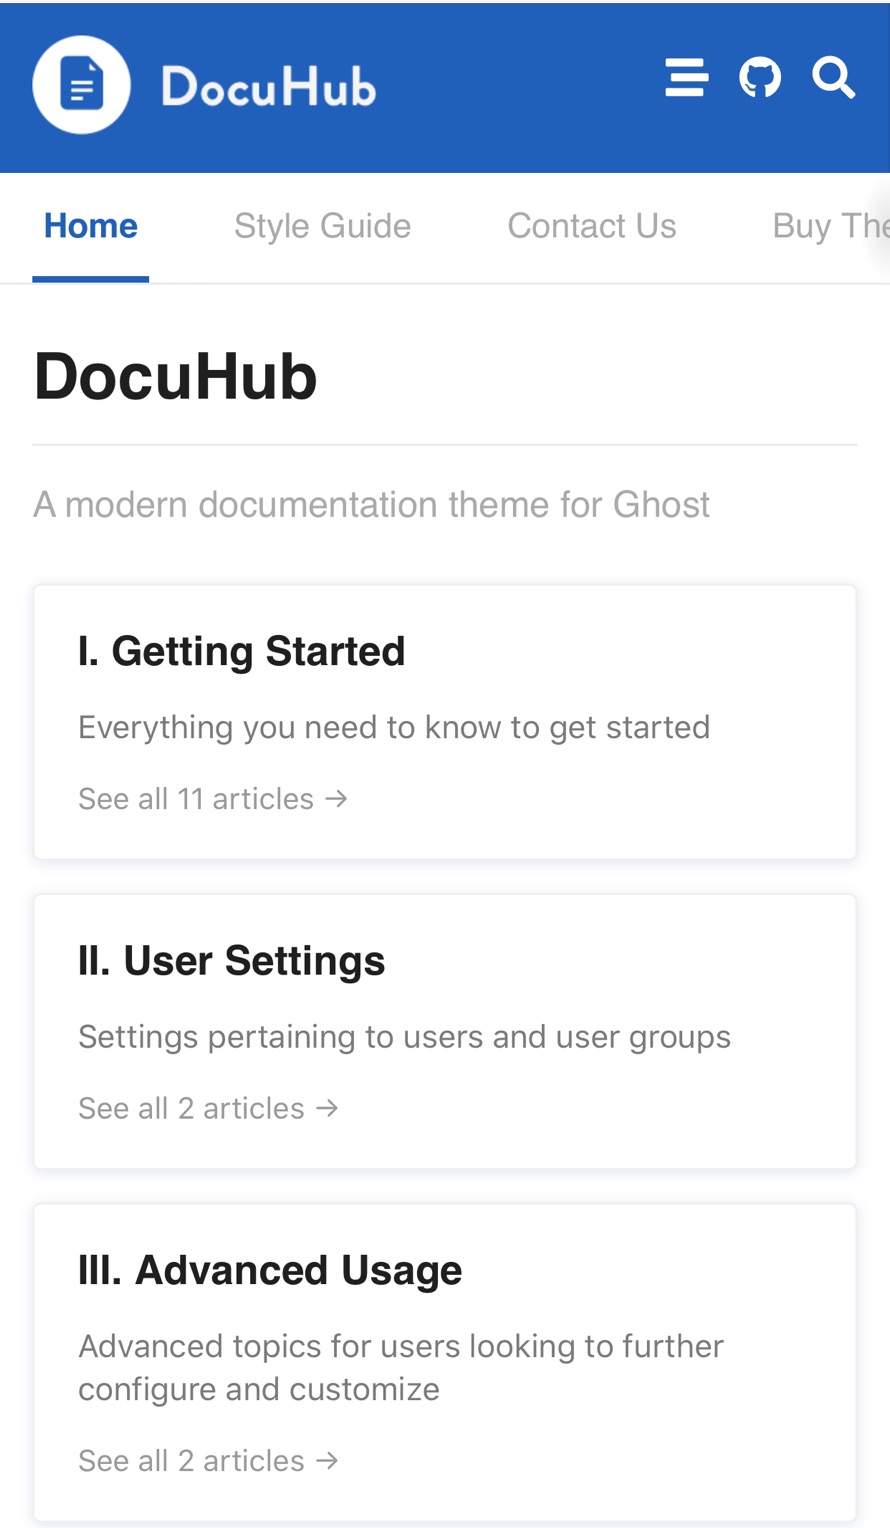 DocuHub
Home Style Guide Contact Us Buy The
DocuHub
A modern documentation theme for Ghost
I. Getting Started
Everything you need to know to get started
See all 11 articles →
II. User Settings
Settings pertaining to users and user groups
See all 2 articles →
III. Advanced Usage
Advanced topics for users looking to further
configure and customize
See all 2 articles →